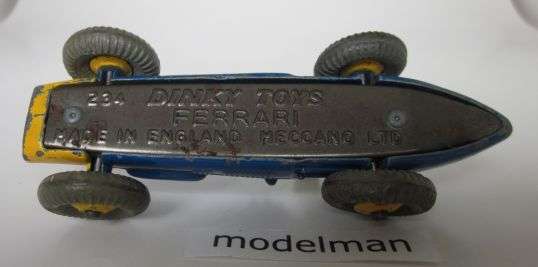 234 DINKY TOYS
FERRARI
MADE IN ENGLAND MECCANO LTD
modelman